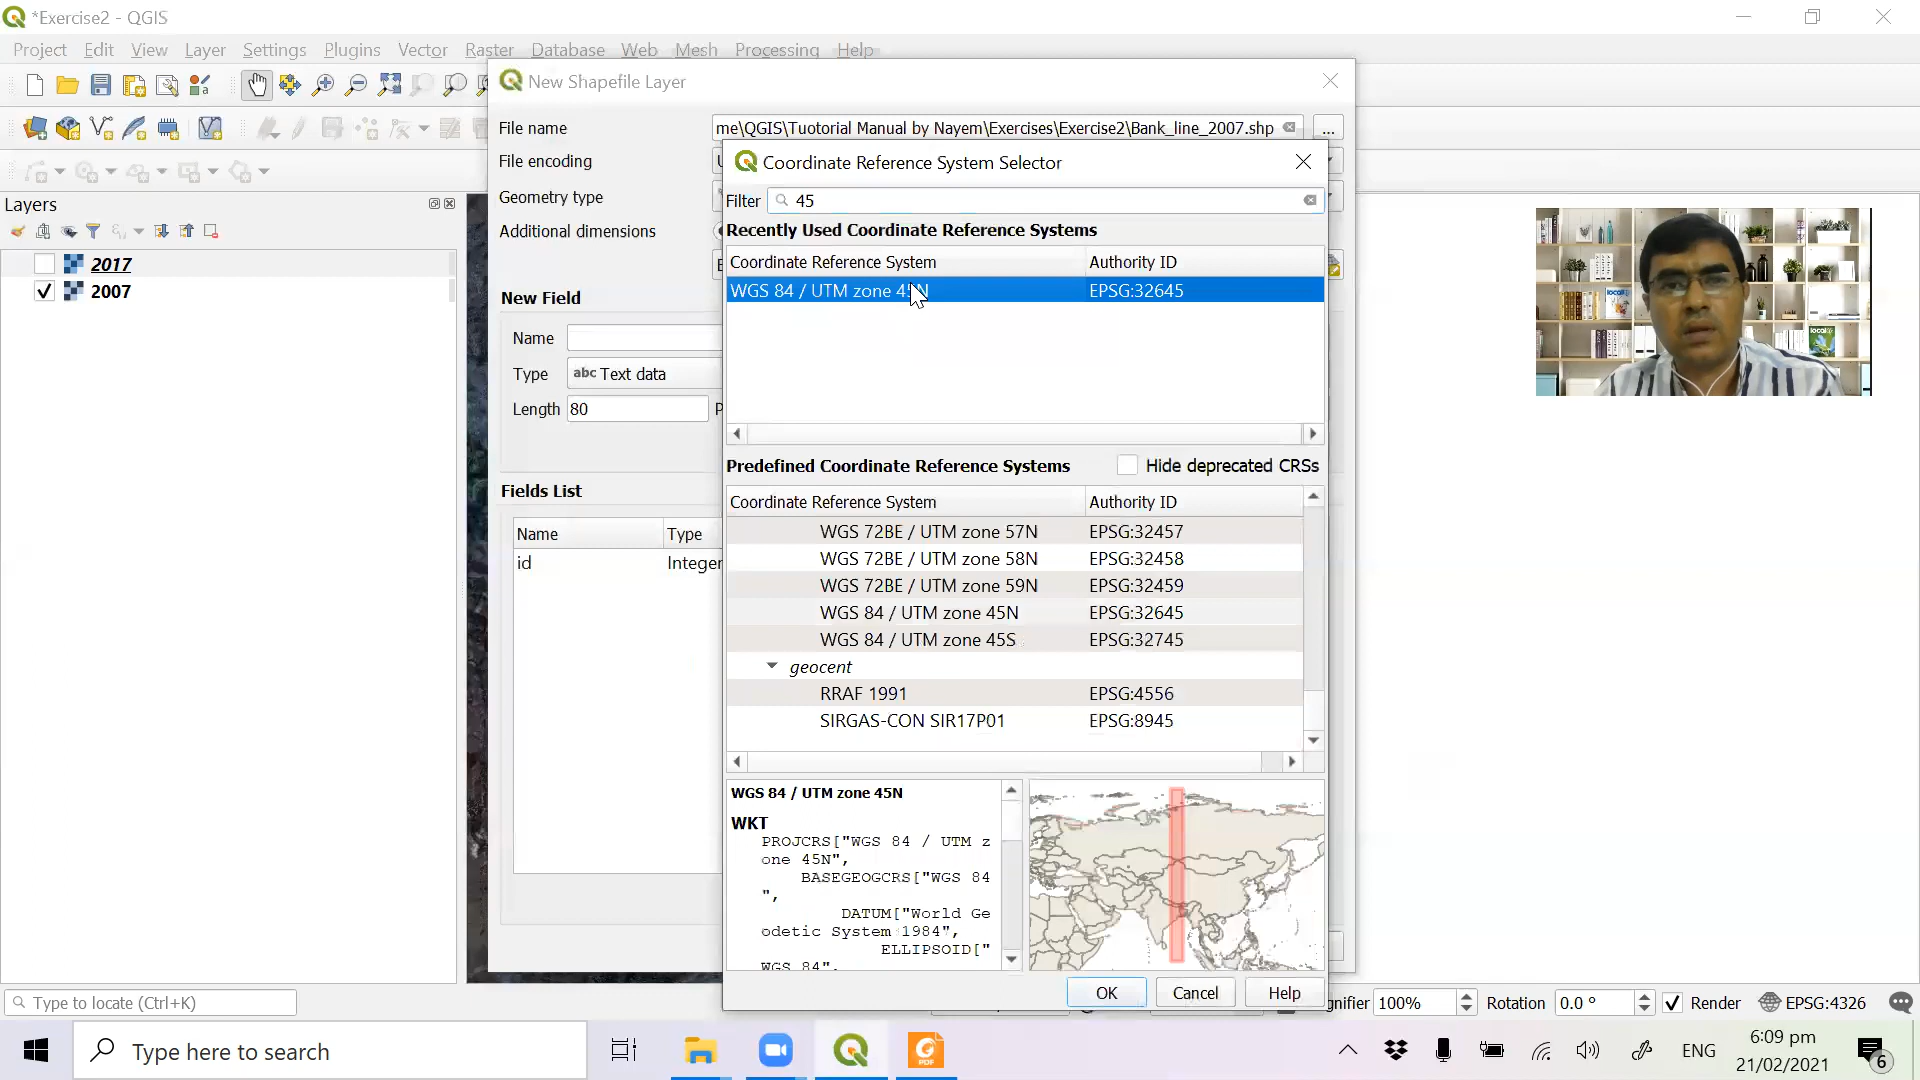 *Exercise2 - QGIS
Project Edit View Layer Settings Plugins Vector Raster Database Web Mesh Processing Help
New Shapefile Layer
File name
me\QGIS\Tuotorial Manual by Nayem\Exercises\Exercise2\Bank_line_2007.shp
...
File encoding
Geometry type
Additional dimensions
Coordinate Reference System Selector
Filter
45
Recently Used Coordinate Reference Systems
Coordinate Reference System Authority ID
WGS 84 / UTM zone 45N EPSG:32645
Layers
2017
2007
New Field
Name
Type
abc Text data
Length
80
Fields List
Name Type
id Integer
Predefined Coordinate Reference Systems
Hide deprecated CRSs
Coordinate Reference System Authority ID
WGS 72BE / UTM zone 57N EPSG:32457
WGS 72BE / UTM zone 58N EPSG:32458
WGS 72BE / UTM zone 59N EPSG:32459
WGS 84 / UTM zone 45N EPSG:32645
WGS 84 / UTM zone 45S EPSG:32745
geocent
RRAF 1991 EPSG:4556
SIRGAS-CON SIR17P01 EPSG:8945
WGS 84 / UTM zone 45N
WKT
PROJCRS["WGS 84 / UTM z
one 45N",
BASEGEOGCRS["WGS 84
",
DATUM["World Ge
odetic System 1984",
ELLIPSOID["
WGS 84",
OK Cancel Help
Type to locate (Ctrl+K)
gnifier 100% Rotation 0.0 ° Render EPSG:4326
Type here to search
PDF
ENG
6:09 pm
21/02/2021
6